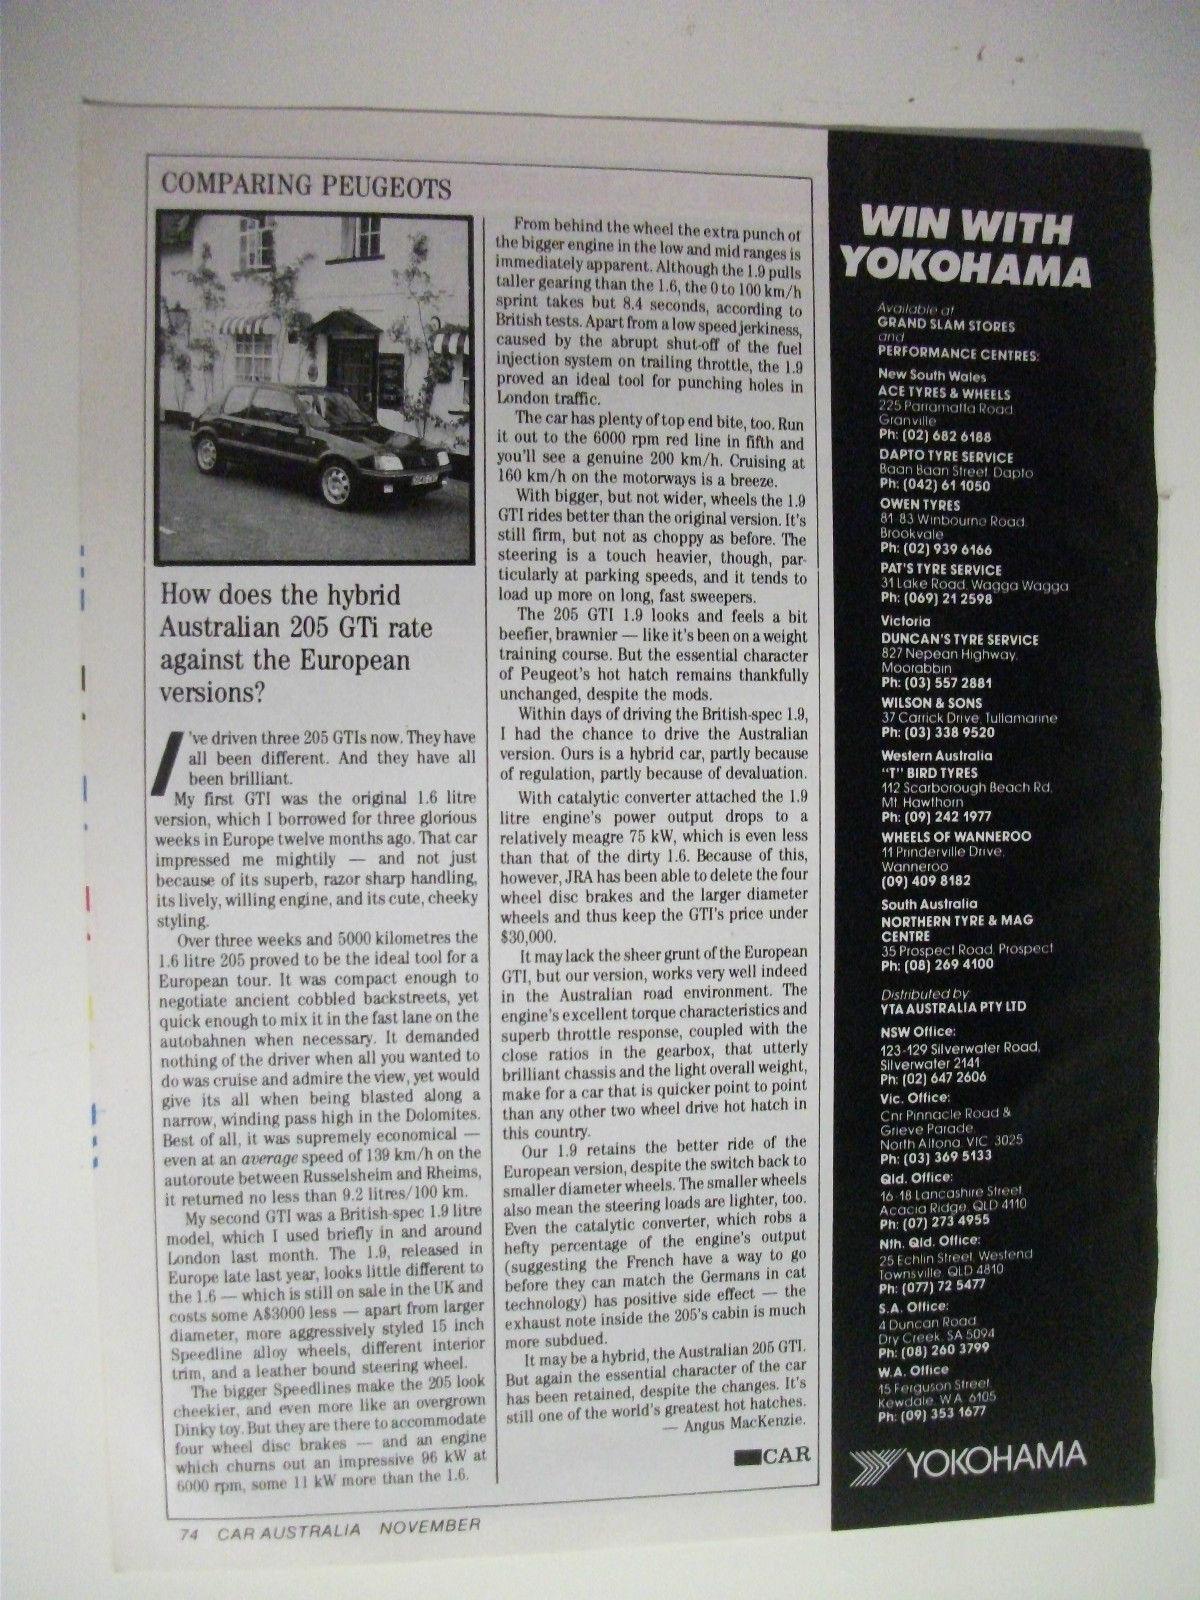 COMPARING PEUGEOTS
How does the hybrid
Australian 205 GTi rate
against the European
versions?
I've driven three 205 GTIs now. They have
all been different. And they have all
been brilliant.
My first GTI was the original 1.6 litre
version, which I borrowed for three glorious
weeks in Europe twelve months ago. That car
impressed me mightily — and not just
because of its superb, razor sharp handling,
its lively, willing engine, and its cute, cheeky
styling.
Over three weeks and 5000 kilometres the
1.6 litre 205 proved to be the ideal tool for a
European tour. It was compact enough to
negotiate ancient cobbled backstreets, yet
quick enough to mix it in the fast lane on the
autobahnen when necessary. It demanded
nothing of the driver when all you wanted to
do was cruise and admire the view, yet would
give its all when being blasted along a
narrow, winding pass high in the Dolomites.
Best of all, it was supremely economical —
even at an average speed of 139 km/h on the
autoroute between Russelsheim and Rheims,
it returned no less than 9.2 litres/100 km.
My second GTI was a British-spec 1.9 litre
model, which I used briefly in and around
London last month. The 1.9, released in
Europe late last year, looks little different to
the 1.6 — which is still on sale in the UK and
costs some A$3000 less — apart from larger
diameter, more aggressively styled 15 inch
Speedline alloy wheels, different interior
trim, and a leather bound steering wheel.
The bigger Speedlines make the 205 look
cheekier, and even more like an overgrown
Dinky toy. But they are there to accommodate
four wheel disc brakes — and an engine
which churns out an impressive 96 kW at
6000 rpm, some 11 kW more than the 1.6.
From behind the wheel the extra punch of
the bigger engine in the low and mid ranges is
immediately apparent. Although the 1.9 pulls
taller gearing than the 1.6, the 0 to 100 km/h
sprint takes but 8.4 seconds, according to
British tests. Apart from a low speed jerkiness,
caused by the abrupt shut-off of the fuel
injection system on trailing throttle, the 1.9
proved an ideal tool for punching holes in
London traffic.
The car has plenty of top end bite, too. Run
it out to the 6000 rpm red line in fifth and
you'll see a genuine 200 km/h. Cruising at
160 km/h on the motorways is a breeze.
With bigger, but not wider, wheels the 1.9
GTI rides better than the original version. It's
still firm, but not as choppy as before. The
steering is a touch heavier, though, par-
ticularly at parking speeds, and it tends to
load up more on long, fast sweepers.
The 205 GTI 1.9 looks and feels a bit
beefier, brawnier — like it's been on a weight
training course. But the essential character
of Peugeot's hot hatch remains thankfully
unchanged, despite the mods.
Within days of driving the British-spec 1.9,
I had the chance to drive the Australian
version. Ours is a hybrid car, partly because
of regulation, partly because of devaluation.
With catalytic converter attached the 1.9
litre engine's power output drops to a
relatively meagre 75 kW, which is even less
than that of the dirty 1.6. Because of this,
however, JRA has been able to delete the four
wheel disc brakes and the larger diameter
wheels and thus keep the GTI's price under
$30,000.
It may lack the sheer grunt of the European
GTI, but our version, works very well indeed
in the Australian road environment. The
engine's excellent torque characteristics and
superb throttle response, coupled with the
close ratios in the gearbox, that utterly
brilliant chassis and the light overall weight,
make for a car that is quicker point to point
than any other two wheel drive hot hatch in
this country.
Our 1.9 retains the better ride of the
European version, despite the switch back to
smaller diameter wheels. The smaller wheels
also mean the steering loads are lighter, too.
Even the catalytic converter, which robs a
hefty percentage of the engine's output
(suggesting the French have a way to go
before they can match the Germans in cat
technology) has positive side effect — the
exhaust note inside the 205's cabin is much
more subdued.
It may be a hybrid, the Australian 205 GTI.
But again the essential character of the car
has been retained, despite the changes. It's
still one of the world's greatest hot hatches.
— Angus MacKenzie.
CAR
74 CAR AUSTRALIA NOVEMBER
WIN WITH
YOKOHAMA
Available at
GRAND SLAM STORES
and
PERFORMANCE CENTRES:
New South Wales
ACE TYRES & WHEELS
225 Parramatta Road
Granville
Ph: (02) 682 6188
DAPTO TYRE SERVICE
Baan Baan Street, Dapto
Ph: (042) 61 1050
OWEN TYRES
81-83 Winbourne Road,
Brookvale
Ph: (02) 939 6166
PAT'S TYRE SERVICE
31 Lake Road, Wagga Wagga
Ph: (069) 21 2598
Victoria
DUNCAN'S TYRE SERVICE
827 Nepean Highway,
Moorabbin
Ph: (03) 557 2881
WILSON & SONS
37 Carrick Drive, Tullamarine
Ph: (03) 338 9520
Western Australia
"T" BIRD TYRES
112 Scarborough Beach Rd,
Mt. Hawthorn
Ph: (09) 242 1977
WHEELS OF WANNEROO
11 Prinderville Drive,
Wanneroo
(09) 409 8182
South Australia
NORTHERN TYRE & MAG
CENTRE
35 Prospect Road, Prospect
Ph: (08) 269 4100
Distributed by
YTA AUSTRALIA PTY LTD
NSW Office:
123-129 Silverwater Road,
Silverwater 2141
Ph: (02) 647 2606
Vic. Office:
Cnr Pinnacle Road &
Grieve Parade,
North Altona, VIC 3025
Ph: (03) 369 5133
Qld. Office:
16-18 Lancashire Street,
Acacia Ridge, QLD 4110
Ph: (07) 273 4955
Nth. Qld. Office:
25 Echlin Street, Westend
Townsville, QLD 4810
Ph: (077) 72 5477
S.A. Office:
4 Duncan Road
Dry Creek, SA 5094
Ph: (08) 260 3799
W.A. Office
15 Ferguson Street,
Kewdale, W.A. 6105
Ph: (09) 353 1677
YOKOHAMA